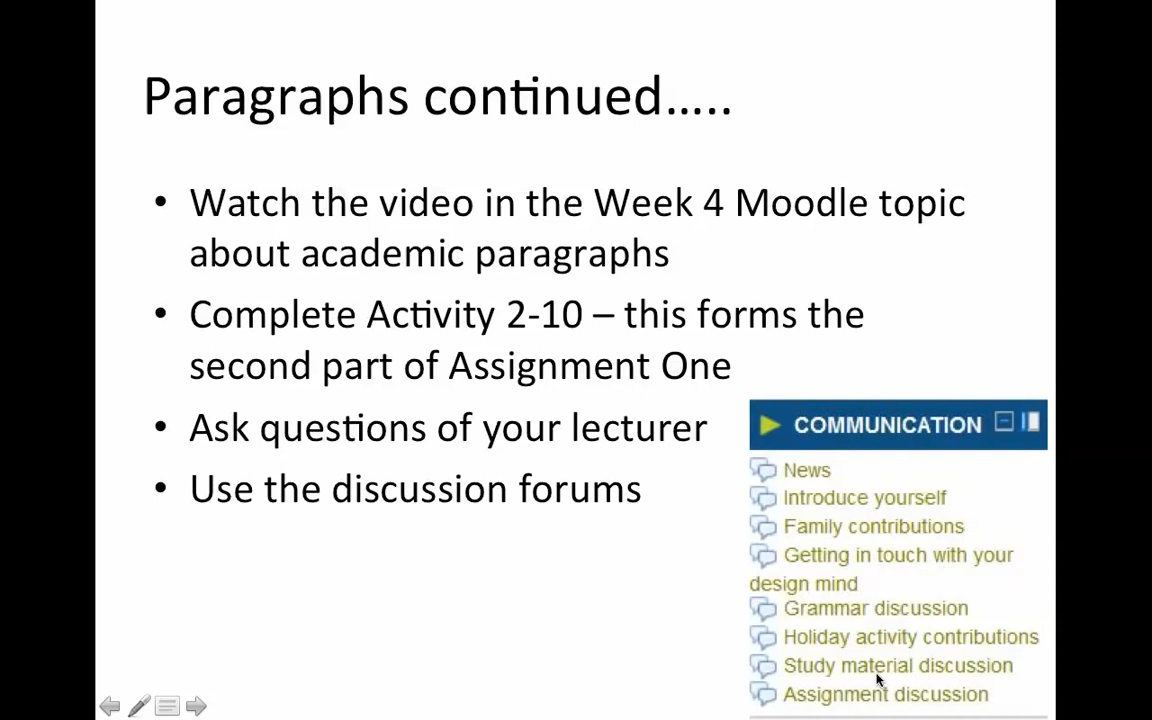 Paragraphs continued.....
• Watch the video in the Week 4 Moodle topic
about academic paragraphs
• Complete Activity 2-10 – this forms the
second part of Assignment One
• Ask questions of your lecturer
• Use the discussion forums
COMMUNICATION
News
Introduce yourself
Family contributions
Getting in touch with your
design mind
Grammar discussion
Holiday activity contributions
Study material discussion
Assignment discussion